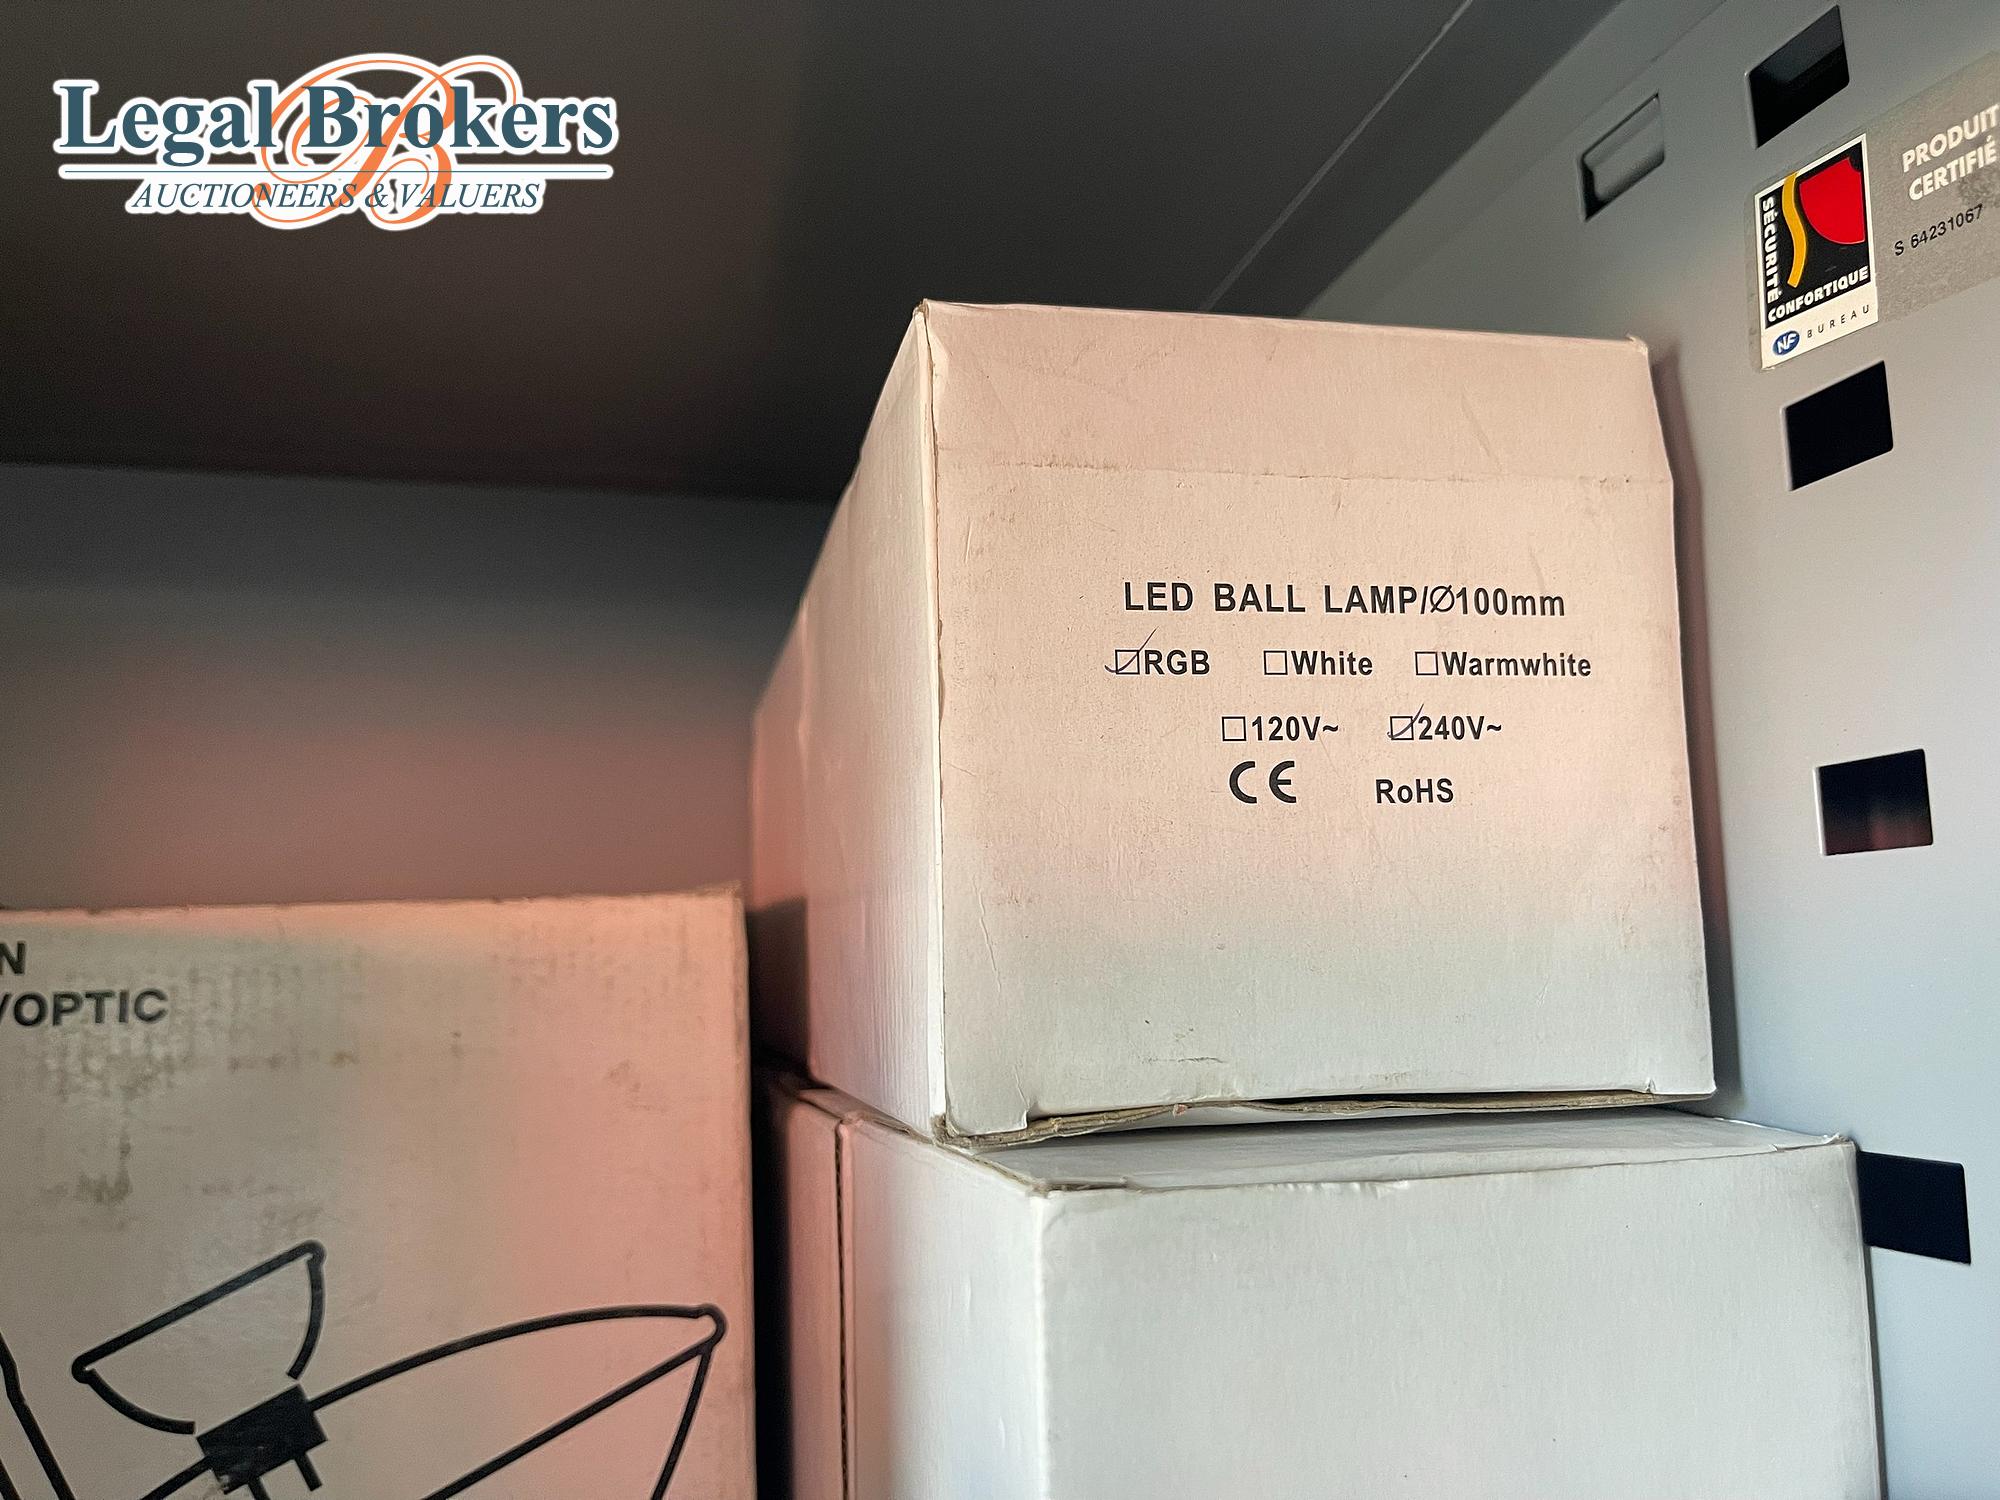 Legal Brokers
AUCTIONEERS & VALUERS
PRODUIT
CERTIFIÉ
S 64231067
SÉCURITÉ
CONFORTIQUE
NF BUREAU
LED BALL LAMP/Ø100mm
☑RGB ☐White ☐Warmwhite
☐120V~ ☑240V~
CE RoHS
N
/OPTIC